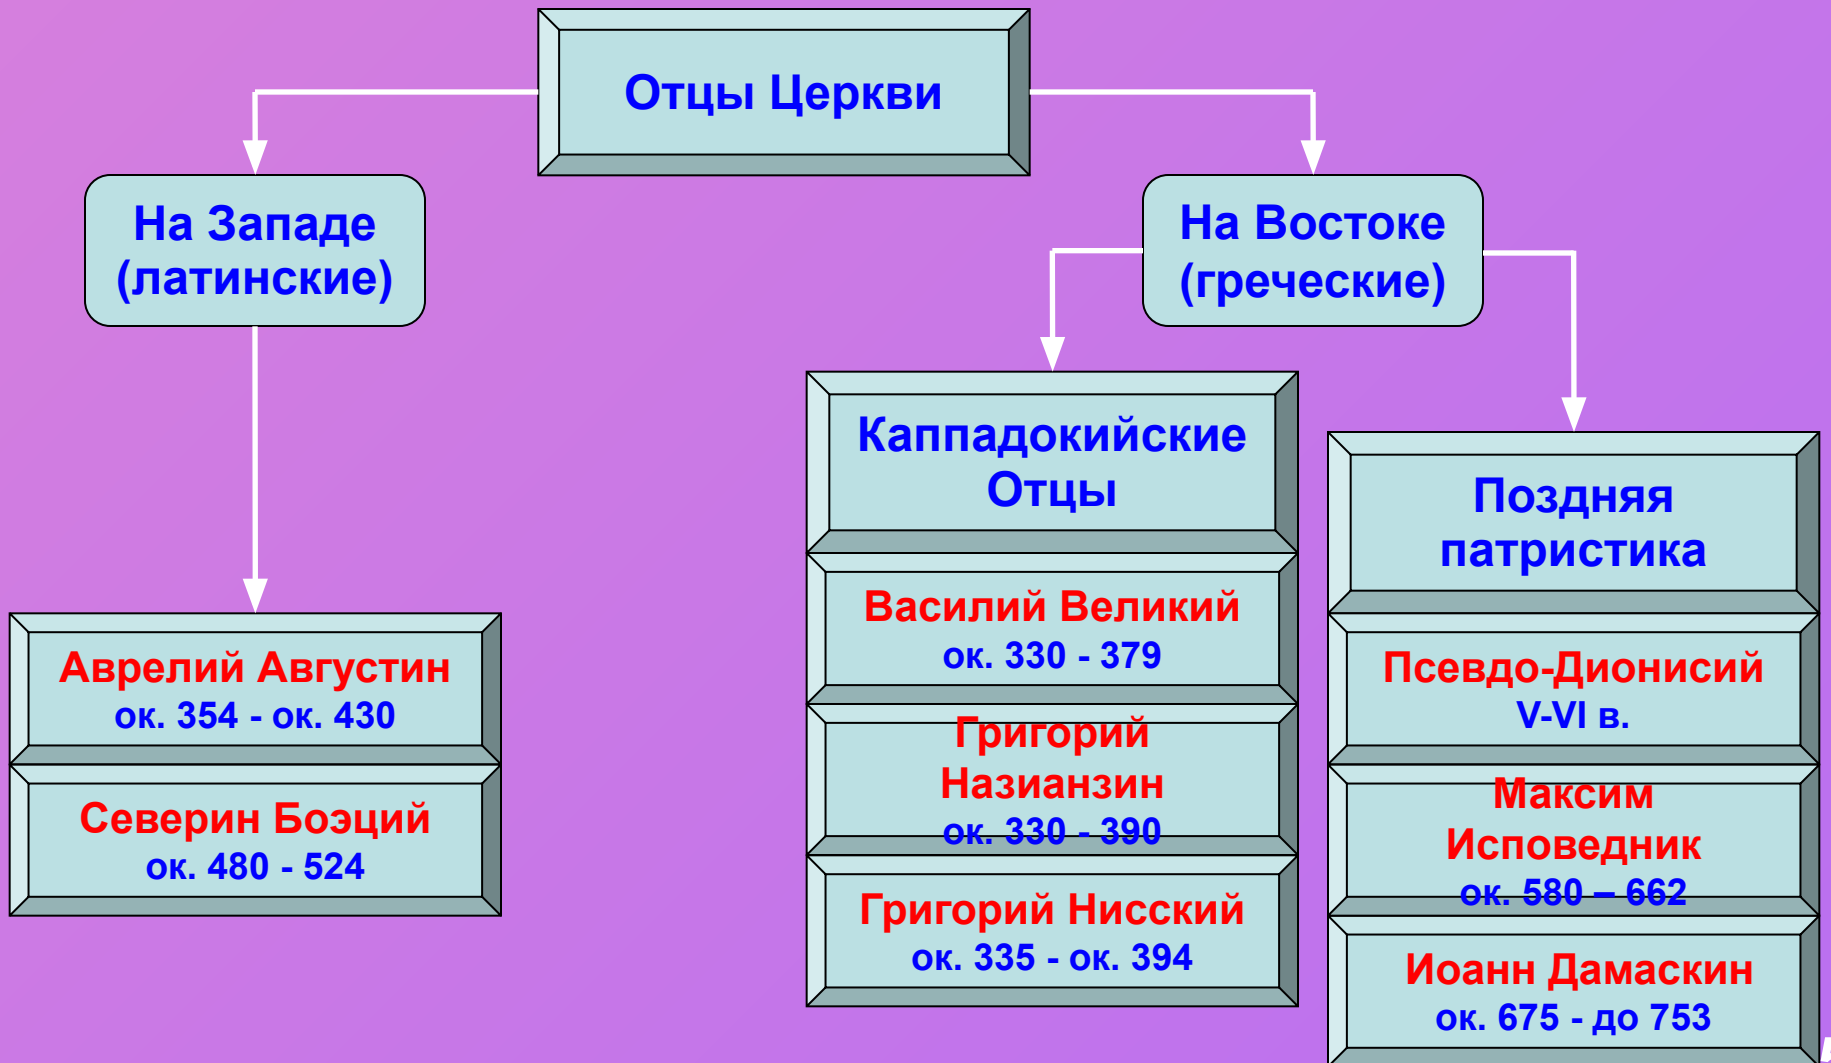 Отцы Церкви
На Западе
(латинские)
На Востоке
(греческие)
Аврелий Августин
ок. 354 - ок. 430
Северин Боэций
ок. 480 - 524
Каппадокийские
Отцы
Василий Великий
ок. 330 - 379
Григорий
Назианзин
ок. 330 - 390
Григорий Нисский
ок. 335 - ок. 394
Поздняя
патристика
Псевдо-Дионисий
V-VI в.
Максим
Исповедник
ок. 580 – 662
Иоанн Дамаскин
ок. 675 - до 753